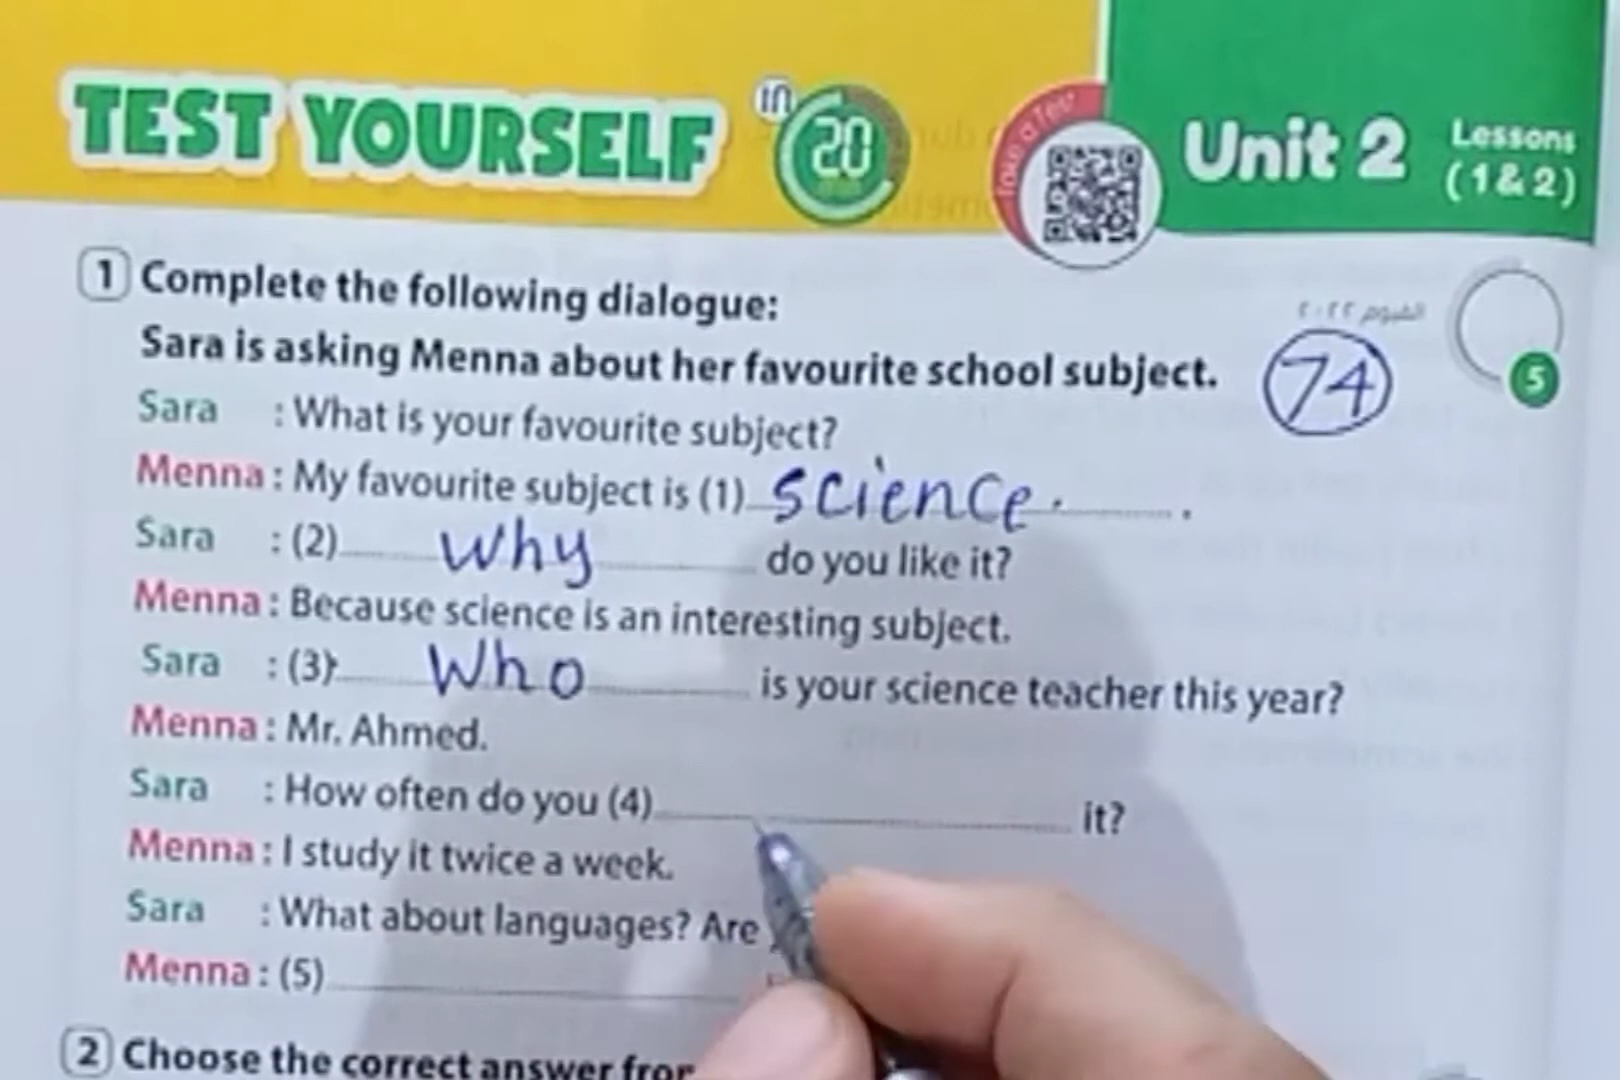 TEST YOURSELF in 20
Unit 2 Lessons
(1 & 2)
1 Complete the following dialogue:
الفيوم ٢٠٢٢
Sara is asking Menna about her favourite school subject. 74 5
Sara : What is your favourite subject?
Menna : My favourite subject is (1) science.
Sara : (2) Why do you like it?
Menna : Because science is an interesting subject.
Sara : (3) Who is your science teacher this year?
Menna : Mr. Ahmed.
Sara : How often do you (4) it?
Menna : I study it twice a week.
Sara : What about languages? Are
Menna : (5)
2 Choose the correct answer from